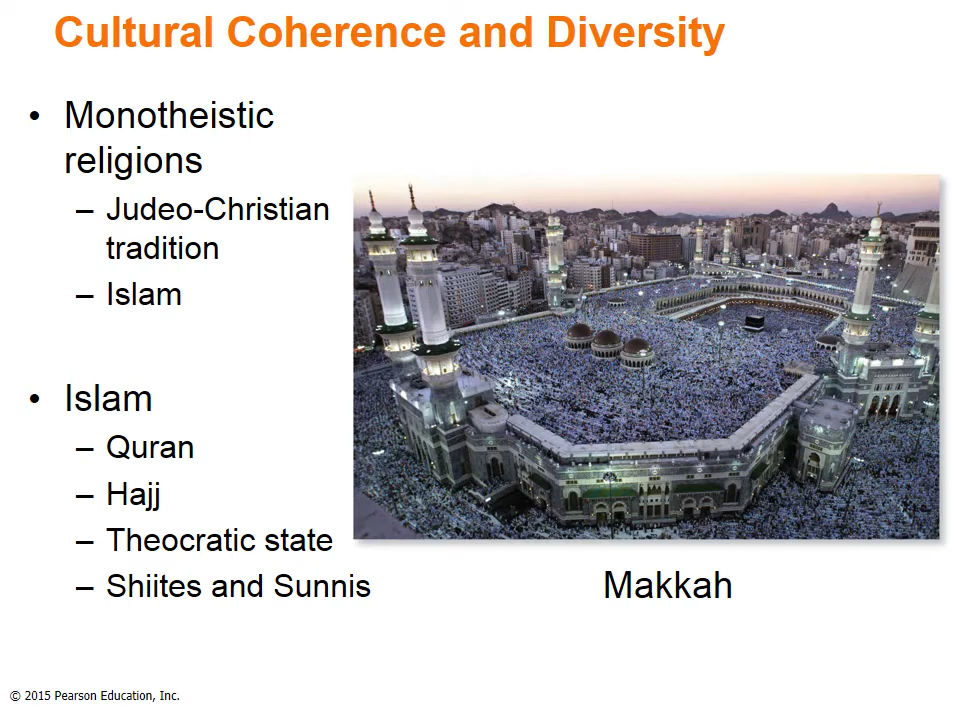 Cultural Coherence and Diversity
• Monotheistic
religions
– Judeo-Christian
tradition
– Islam
• Islam
– Quran
– Hajj
– Theocratic state
– Shiites and Sunnis
Makkah
© 2015 Pearson Education, Inc.